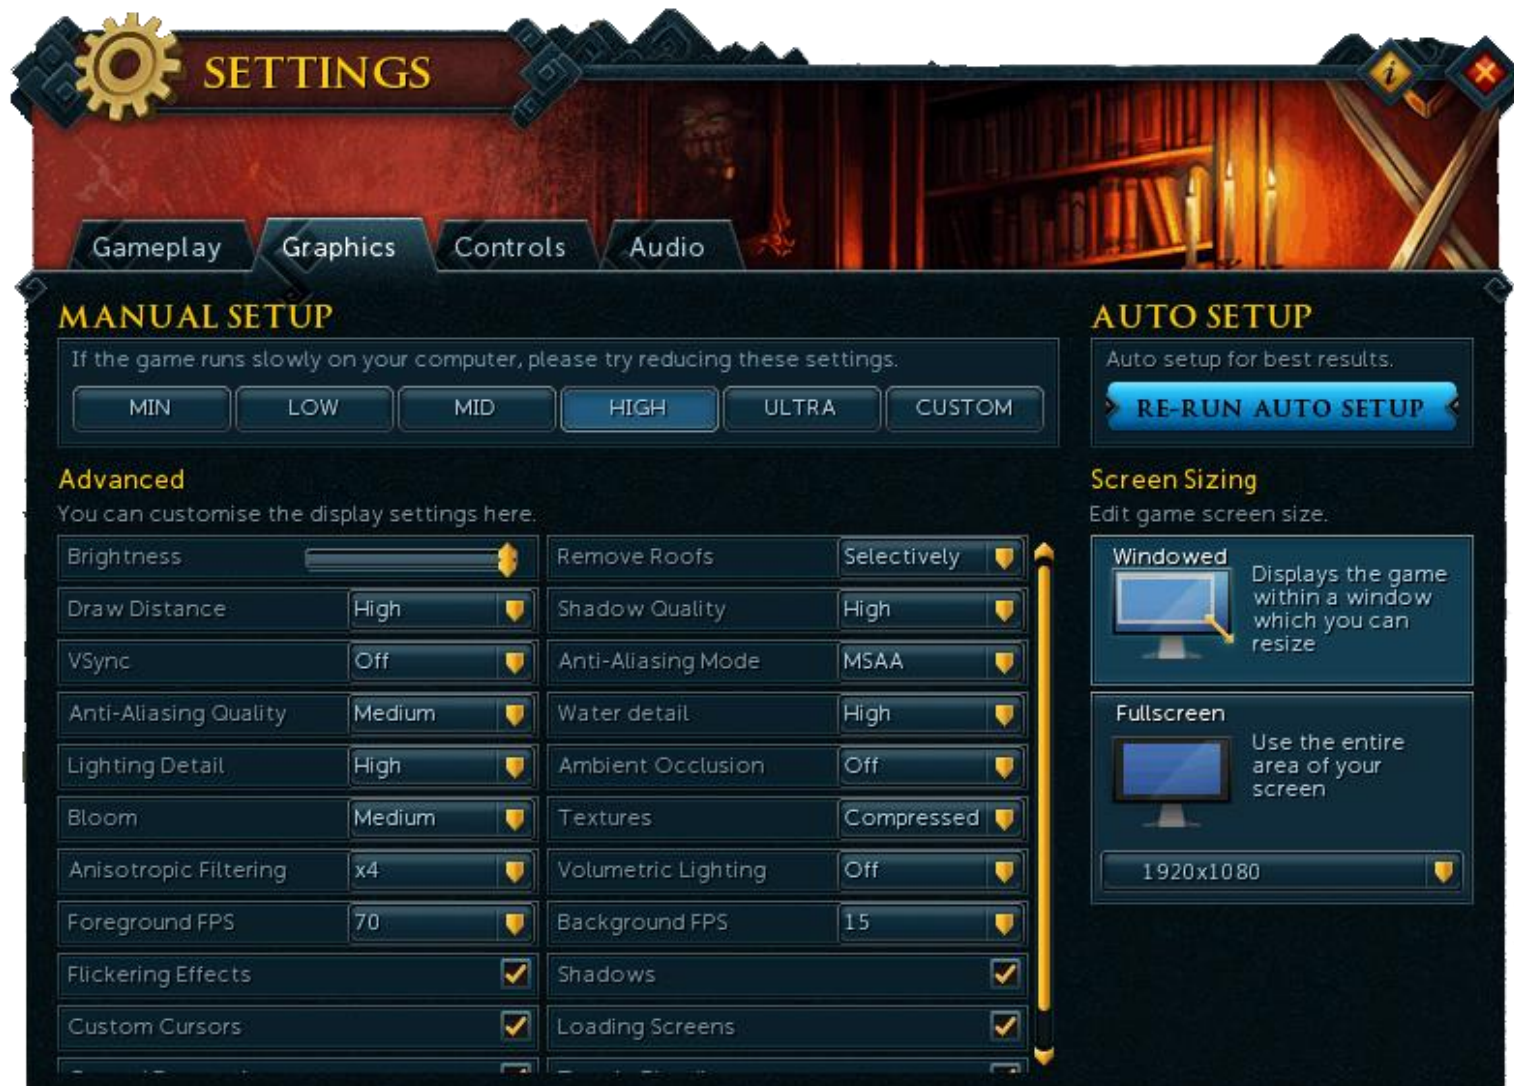 SETTINGS
i
Gameplay Graphics Controls Audio
MANUAL SETUP
If the game runs slowly on your computer, please try reducing these settings.
MIN LOW MID HIGH ULTRA CUSTOM
AUTO SETUP
Auto setup for best results.
RE-RUN AUTO SETUP
Advanced
You can customise the display settings here.
Brightness Remove Roofs Selectively
Draw Distance High Shadow Quality High
VSync Off Anti-Aliasing Mode MSAA
Anti-Aliasing Quality Medium Water detail High
Lighting Detail High Ambient Occlusion Off
Bloom Medium Textures Compressed
Anisotropic Filtering x4 Volumetric Lighting Off
Foreground FPS 70 Background FPS 15
Flickering Effects Shadows
Custom Cursors Loading Screens
Screen Sizing
Edit game screen size.
Windowed
Displays the game
within a window
which you can
resize
Fullscreen
Use the entire
area of your
screen
1920x1080